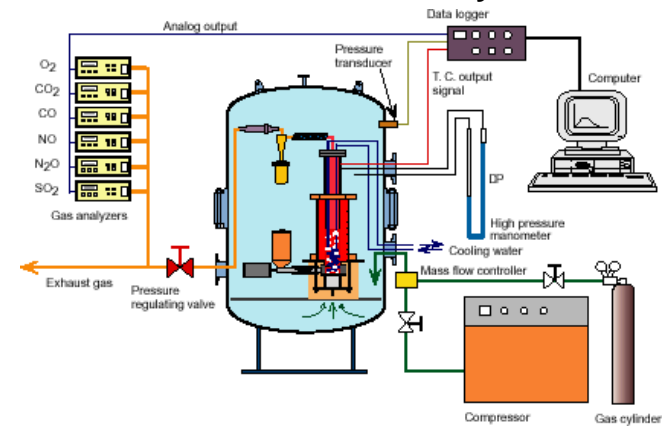 Data logger
Analog output
Pressure
transducer
T. C. output
signal
Computer
O2
CO2
CO
NO
N2O
SO2
Gas analyzers
DP
High pressure
manometer
Cooling water
Mass flow controller
Exhaust gas
Pressure
regulating valve
Compressor
Gas cylinder